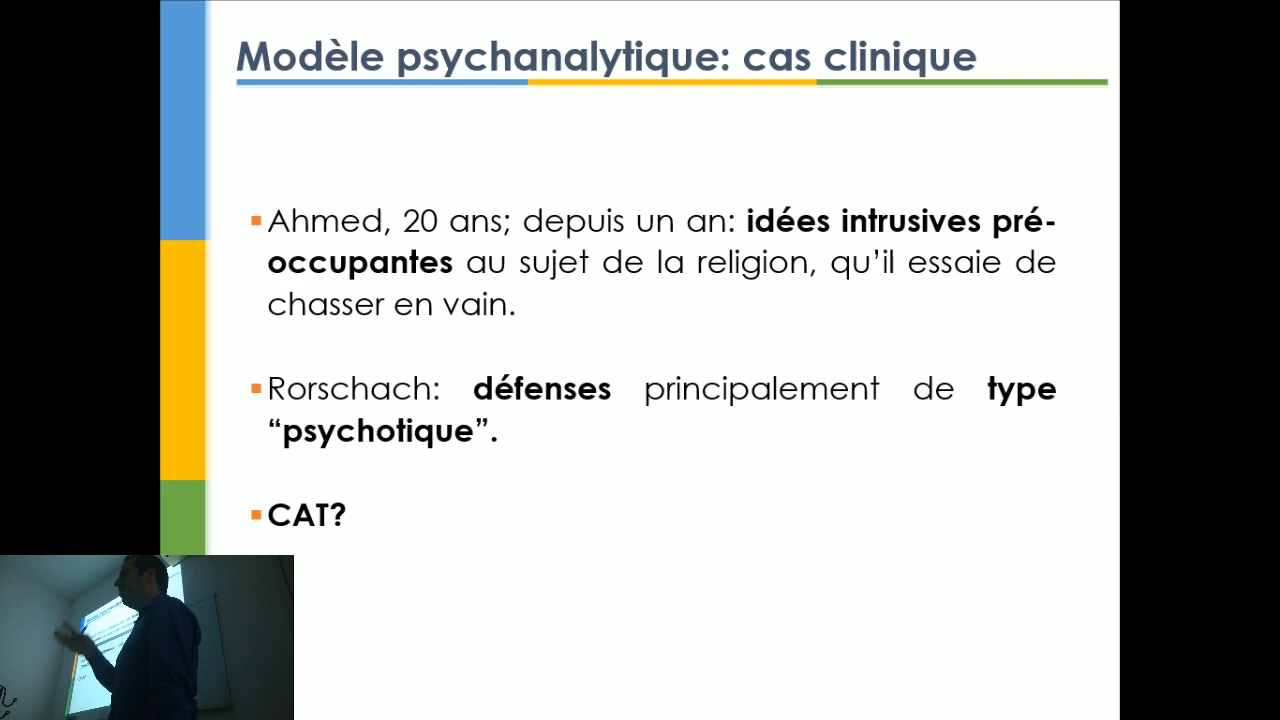 Modèle psychanalytique: cas clinique
▪Ahmed, 20 ans; depuis un an: idées intrusives pré-
occupantes au sujet de la religion, qu’il essaie de
chasser en vain.
▪Rorschach: défenses principalement de type
“psychotique”.
▪CAT?